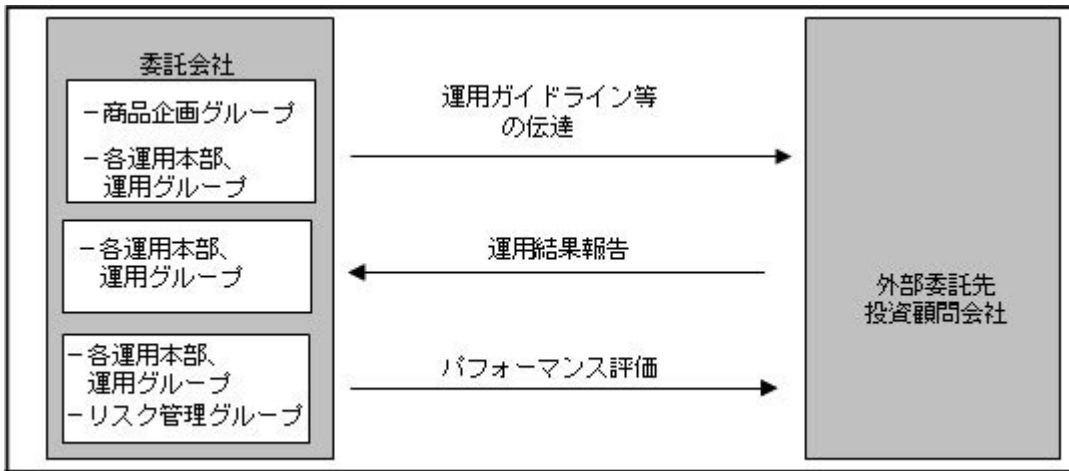 委託会社
－商品企画グループ
－各運用本部、
運用グループ
運用ガイドライン等
の伝達
－各運用本部、
運用グループ
運用結果報告
－各運用本部、
運用グループ
－リスク管理グループ
パフォーマンス評価
外部委託先
投資顧問会社